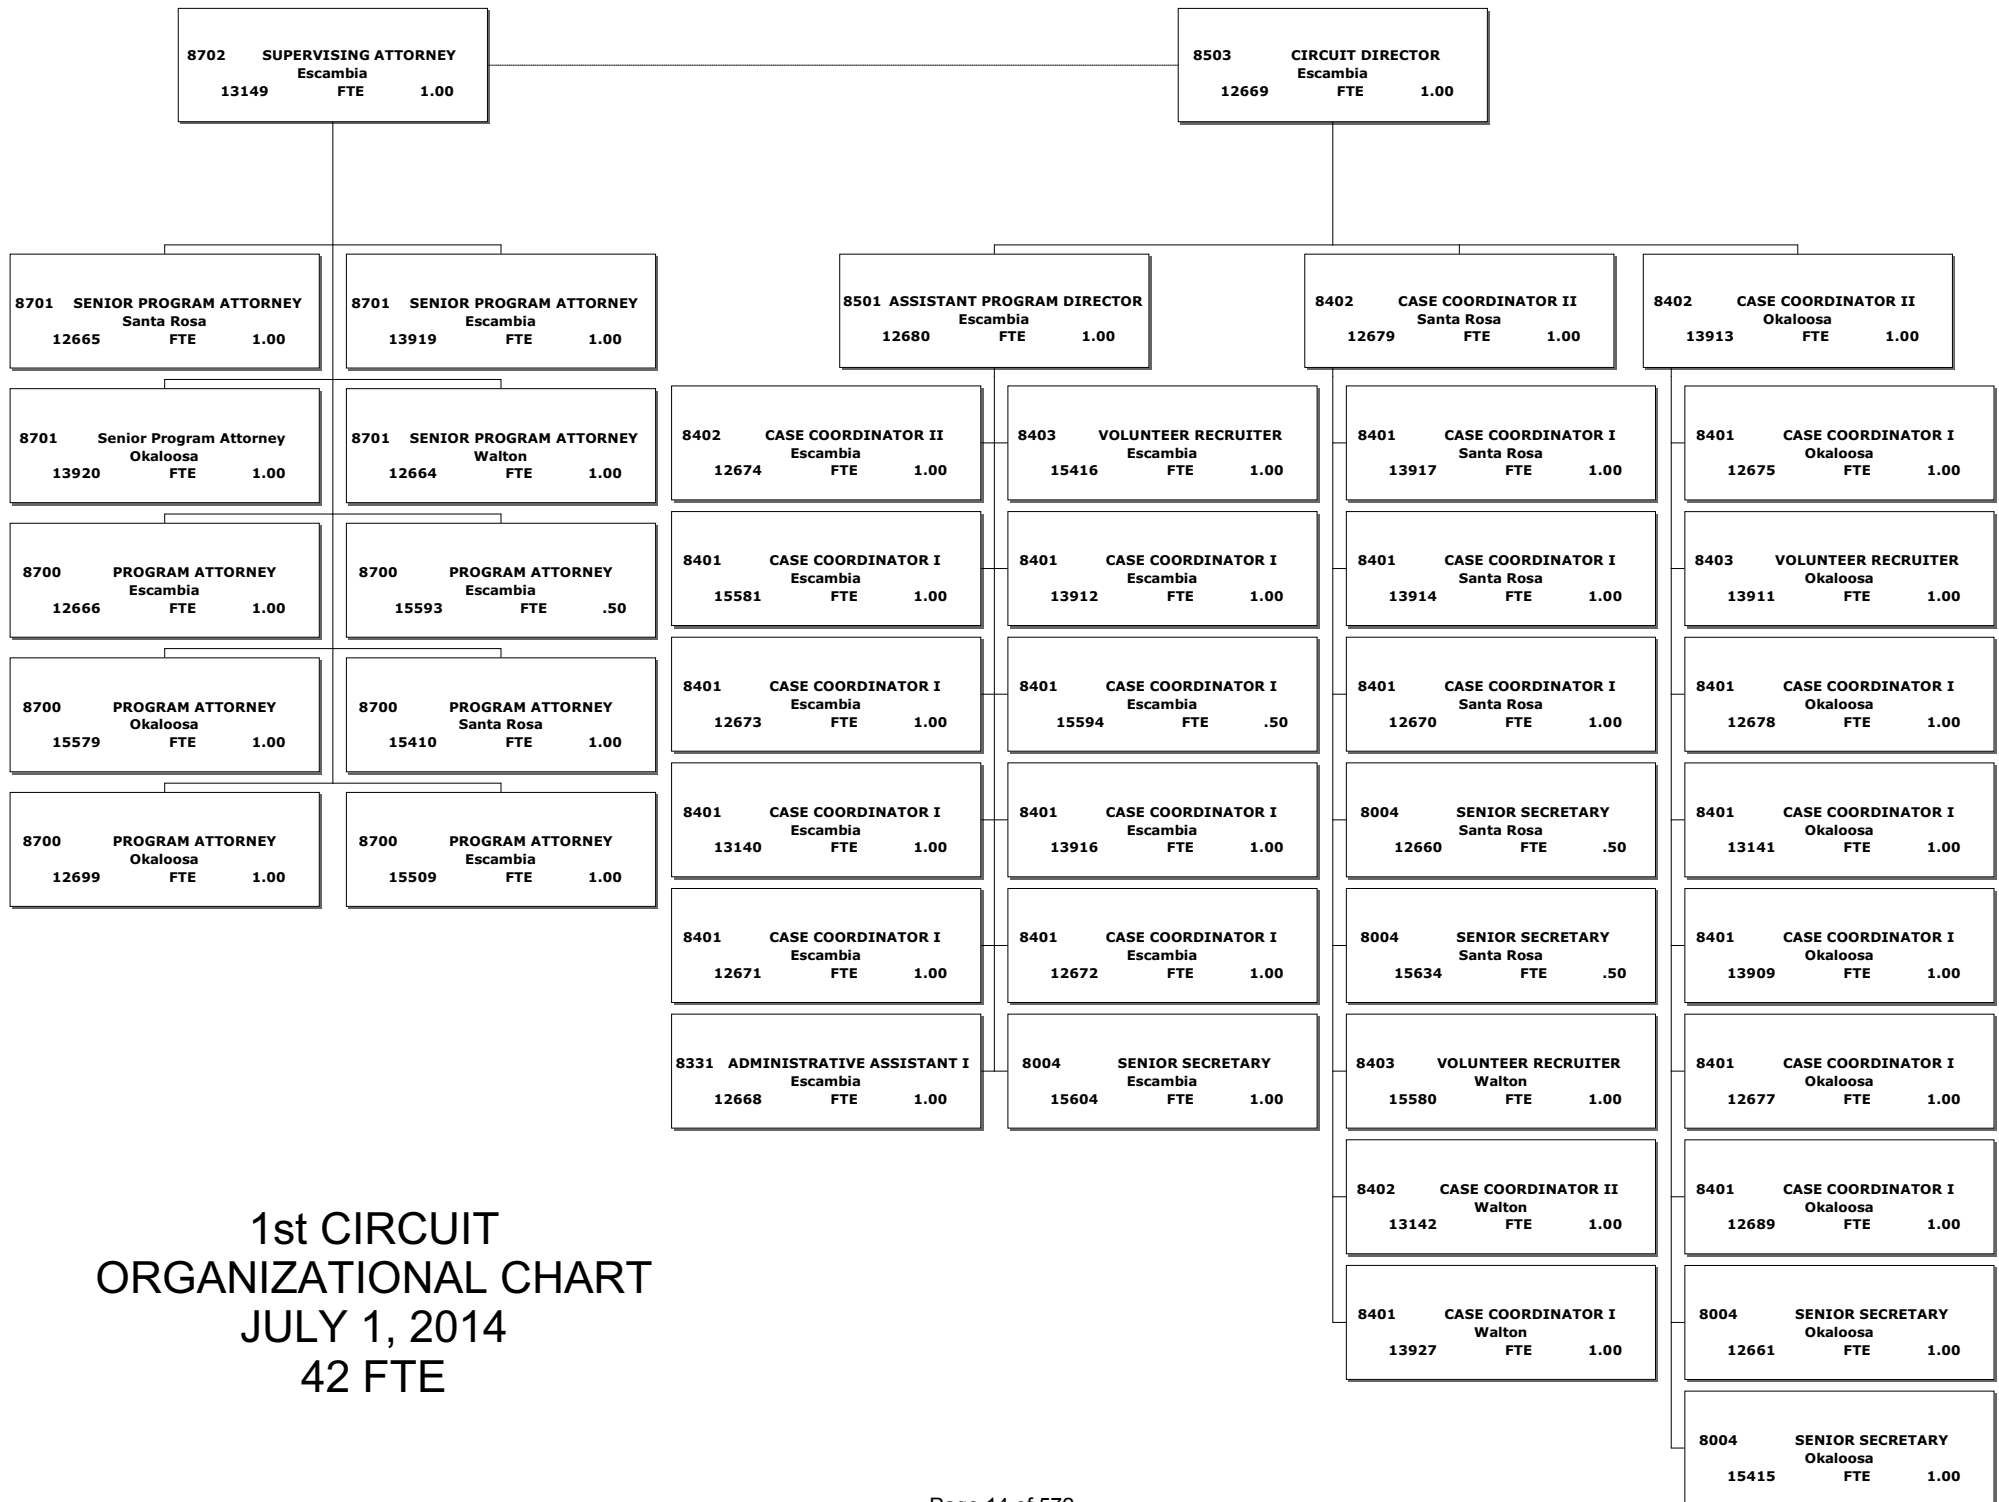 8702 SUPERVISING ATTORNEY
Escambia
13149 FTE 1.00
8503 CIRCUIT DIRECTOR
Escambia
12669 FTE 1.00
8701 SENIOR PROGRAM ATTORNEY
Santa Rosa
12665 FTE 1.00
8701 SENIOR PROGRAM ATTORNEY
Escambia
13919 FTE 1.00
8701 Senior Program Attorney
Okaloosa
13920 FTE 1.00
8701 SENIOR PROGRAM ATTORNEY
Walton
12664 FTE 1.00
8700 PROGRAM ATTORNEY
Escambia
12666 FTE 1.00
8700 PROGRAM ATTORNEY
Escambia
15593 FTE .50
8700 PROGRAM ATTORNEY
Okaloosa
15579 FTE 1.00
8700 PROGRAM ATTORNEY
Santa Rosa
15410 FTE 1.00
8700 PROGRAM ATTORNEY
Okaloosa
12699 FTE 1.00
8700 PROGRAM ATTORNEY
Escambia
15509 FTE 1.00
8501 ASSISTANT PROGRAM DIRECTOR
Escambia
12680 FTE 1.00
8402 CASE COORDINATOR II
Escambia
12674 FTE 1.00
8403 VOLUNTEER RECRUITER
Escambia
15416 FTE 1.00
8401 CASE COORDINATOR I
Escambia
15581 FTE 1.00
8401 CASE COORDINATOR I
Escambia
13912 FTE 1.00
8401 CASE COORDINATOR I
Escambia
12673 FTE 1.00
8401 CASE COORDINATOR I
Escambia
15594 FTE .50
8401 CASE COORDINATOR I
Escambia
13140 FTE 1.00
8401 CASE COORDINATOR I
Escambia
13916 FTE 1.00
8401 CASE COORDINATOR I
Escambia
12671 FTE 1.00
8401 CASE COORDINATOR I
Escambia
12672 FTE 1.00
8331 ADMINISTRATIVE ASSISTANT I
Escambia
12668 FTE 1.00
8004 SENIOR SECRETARY
Escambia
15604 FTE 1.00
8402 CASE COORDINATOR II
Santa Rosa
12679 FTE 1.00
8401 CASE COORDINATOR I
Santa Rosa
13917 FTE 1.00
8401 CASE COORDINATOR I
Santa Rosa
13914 FTE 1.00
8401 CASE COORDINATOR I
Santa Rosa
12670 FTE 1.00
8004 SENIOR SECRETARY
Santa Rosa
12660 FTE .50
8004 SENIOR SECRETARY
Santa Rosa
15634 FTE .50
8403 VOLUNTEER RECRUITER
Walton
15580 FTE 1.00
8402 CASE COORDINATOR II
Walton
13142 FTE 1.00
8401 CASE COORDINATOR I
Walton
13927 FTE 1.00
8402 CASE COORDINATOR II
Okaloosa
13913 FTE 1.00
8401 CASE COORDINATOR I
Okaloosa
12675 FTE 1.00
8403 VOLUNTEER RECRUITER
Okaloosa
13911 FTE 1.00
8401 CASE COORDINATOR I
Okaloosa
12678 FTE 1.00
8401 CASE COORDINATOR I
Okaloosa
13141 FTE 1.00
8401 CASE COORDINATOR I
Okaloosa
13909 FTE 1.00
8401 CASE COORDINATOR I
Okaloosa
12677 FTE 1.00
8401 CASE COORDINATOR I
Okaloosa
12689 FTE 1.00
8004 SENIOR SECRETARY
Okaloosa
12661 FTE 1.00
8004 SENIOR SECRETARY
Okaloosa
15415 FTE 1.00
1st CIRCUIT
ORGANIZATIONAL CHART
JULY 1, 2014
42 FTE
Page 14 of